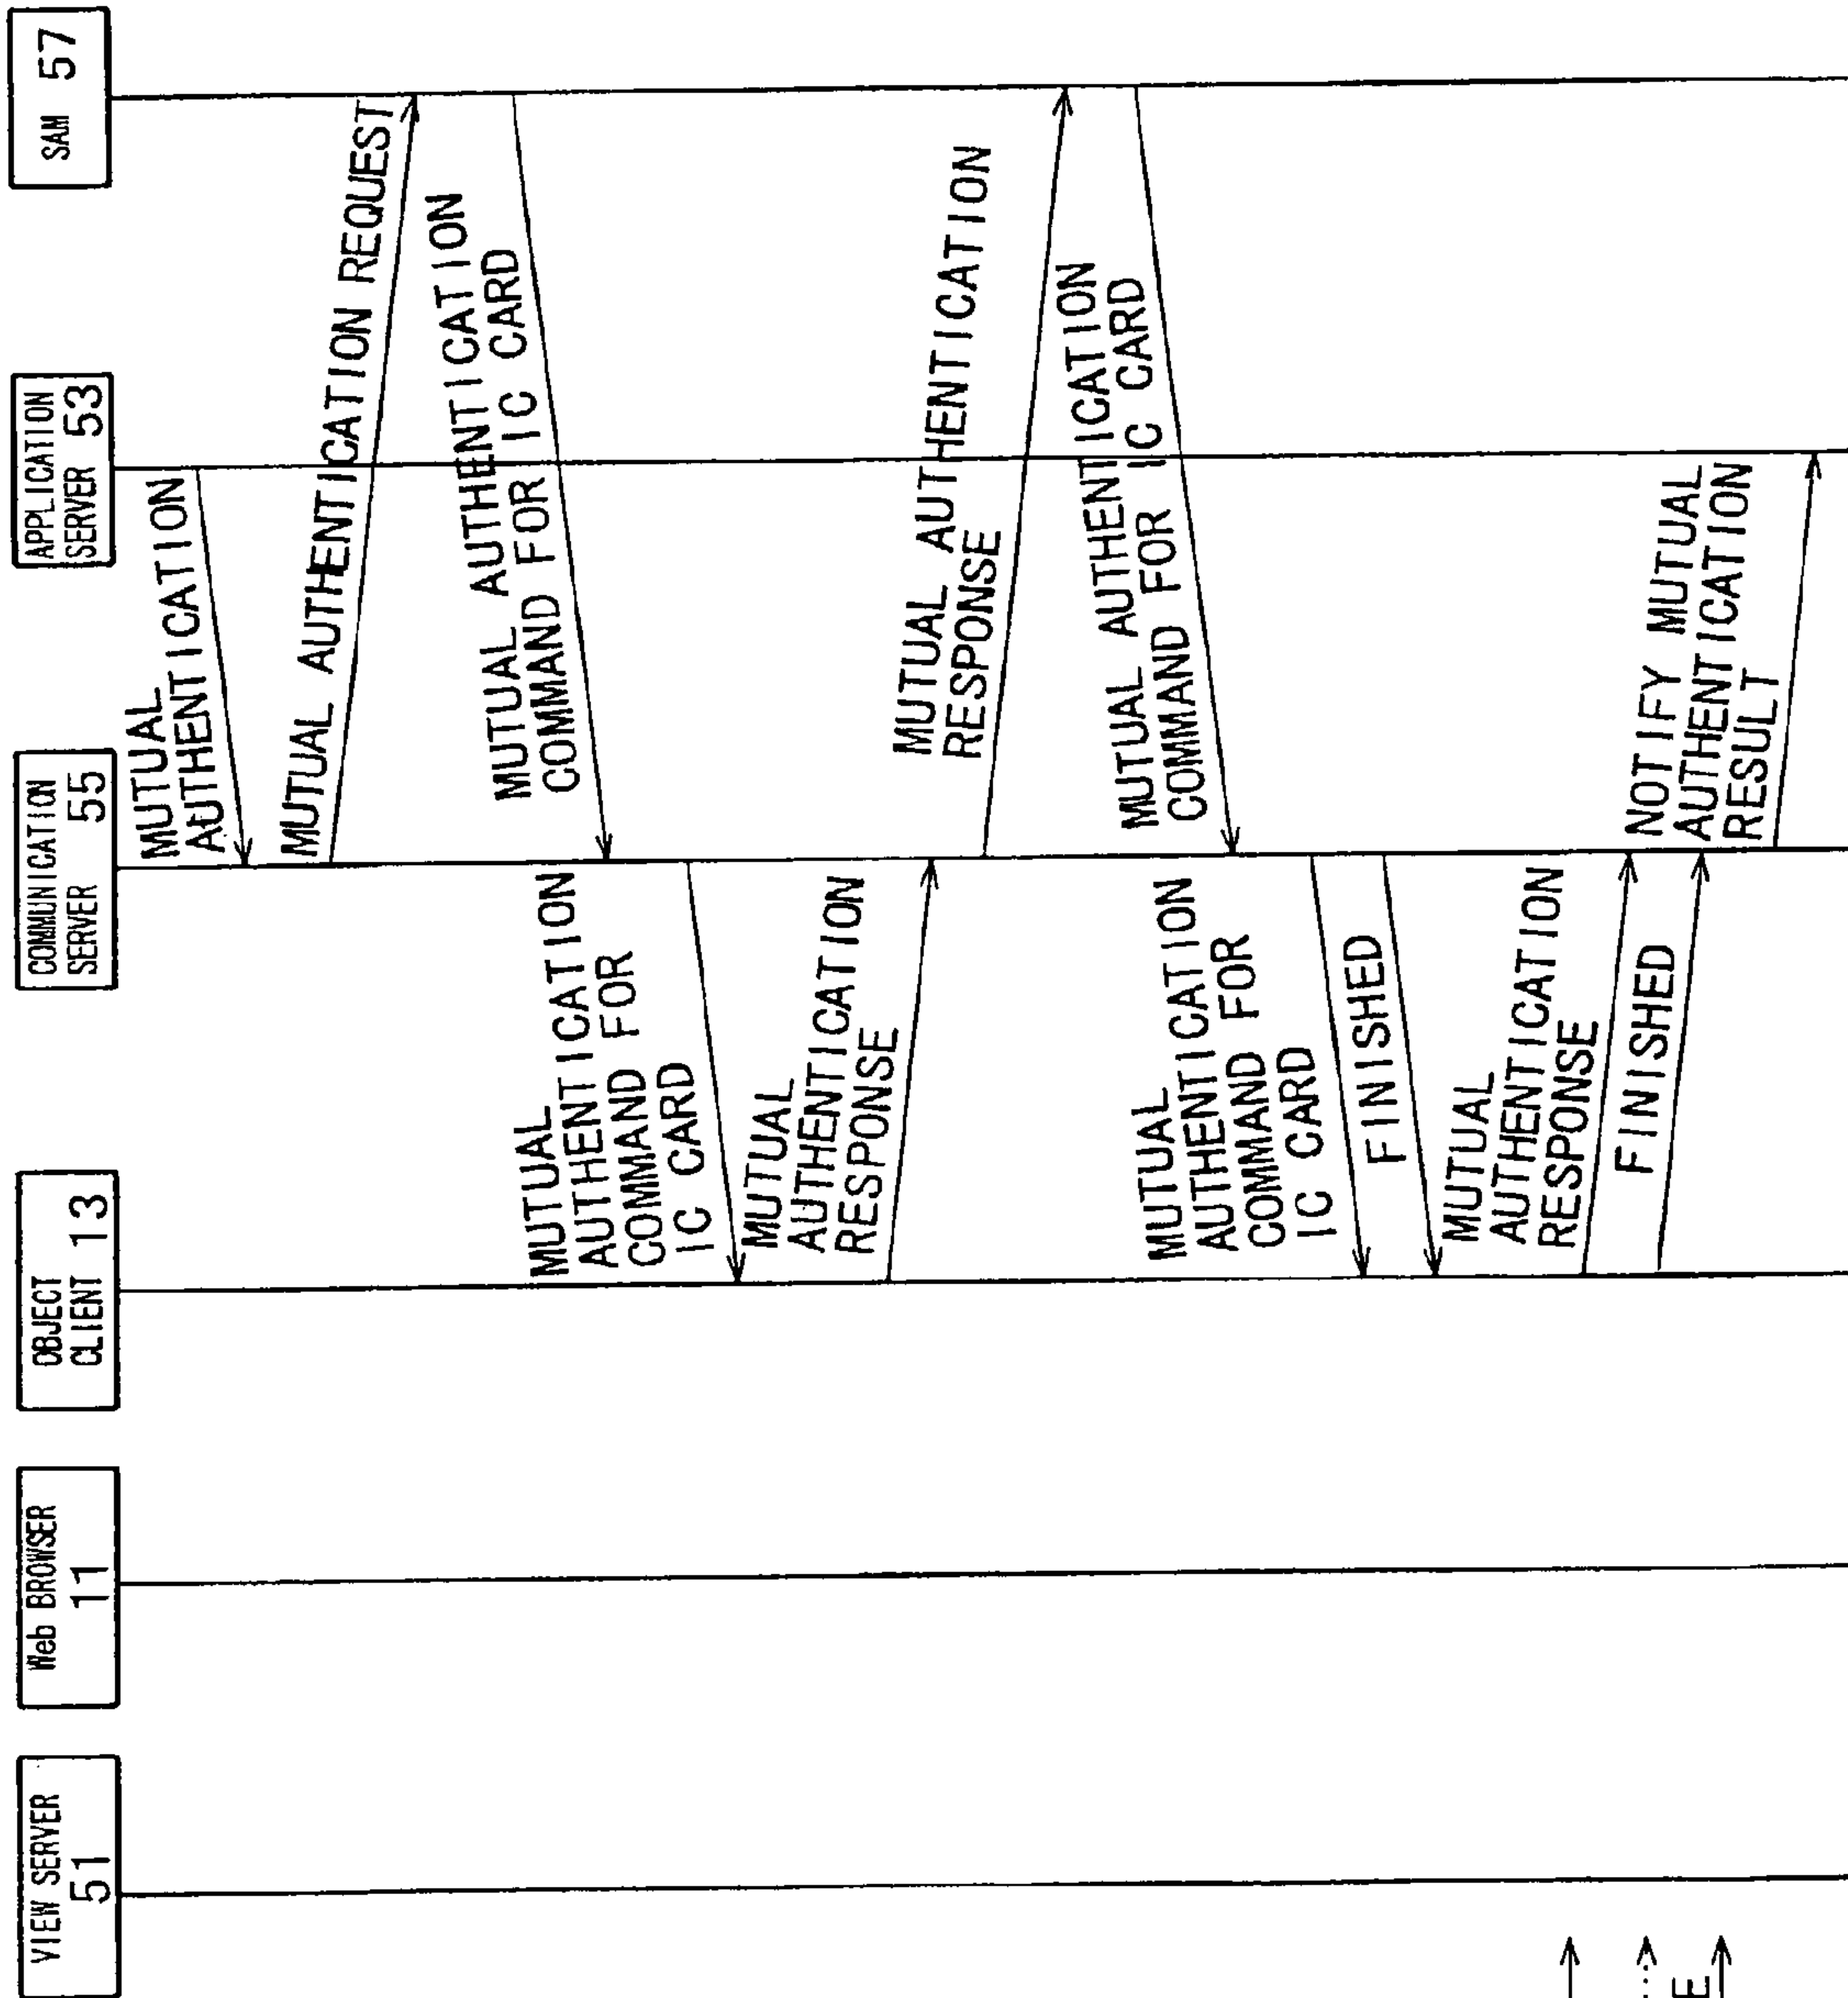 VIEW SERVER
51
Web BROWSER
11
OBJECT
CLIENT 13
COMMUNICATION
SERVER 55
APPLICATION
SERVER 53
SAM 57
MUTUAL
AUTHENTICATION
MUTUAL AUTHENTICATION REQUEST
MUTUAL AUTHENTICATION
COMMAND FOR IC CARD
MUTUAL
AUTHENTICATION
COMMAND FOR
IC CARD
MUTUAL
AUTHENTICATION
RESPONSE
MUTUAL AUTHENTICATION
RESPONSE
MUTUAL AUTHENTICATION
COMMAND FOR IC CARD
MUTUAL
AUTHENTICATION
COMMAND FOR
IC CARD
FINISHED
MUTUAL
AUTHENTICATION
RESPONSE
FINISHED
NOTIFY MUTUAL
AUTHENTICATION
RESULT
E